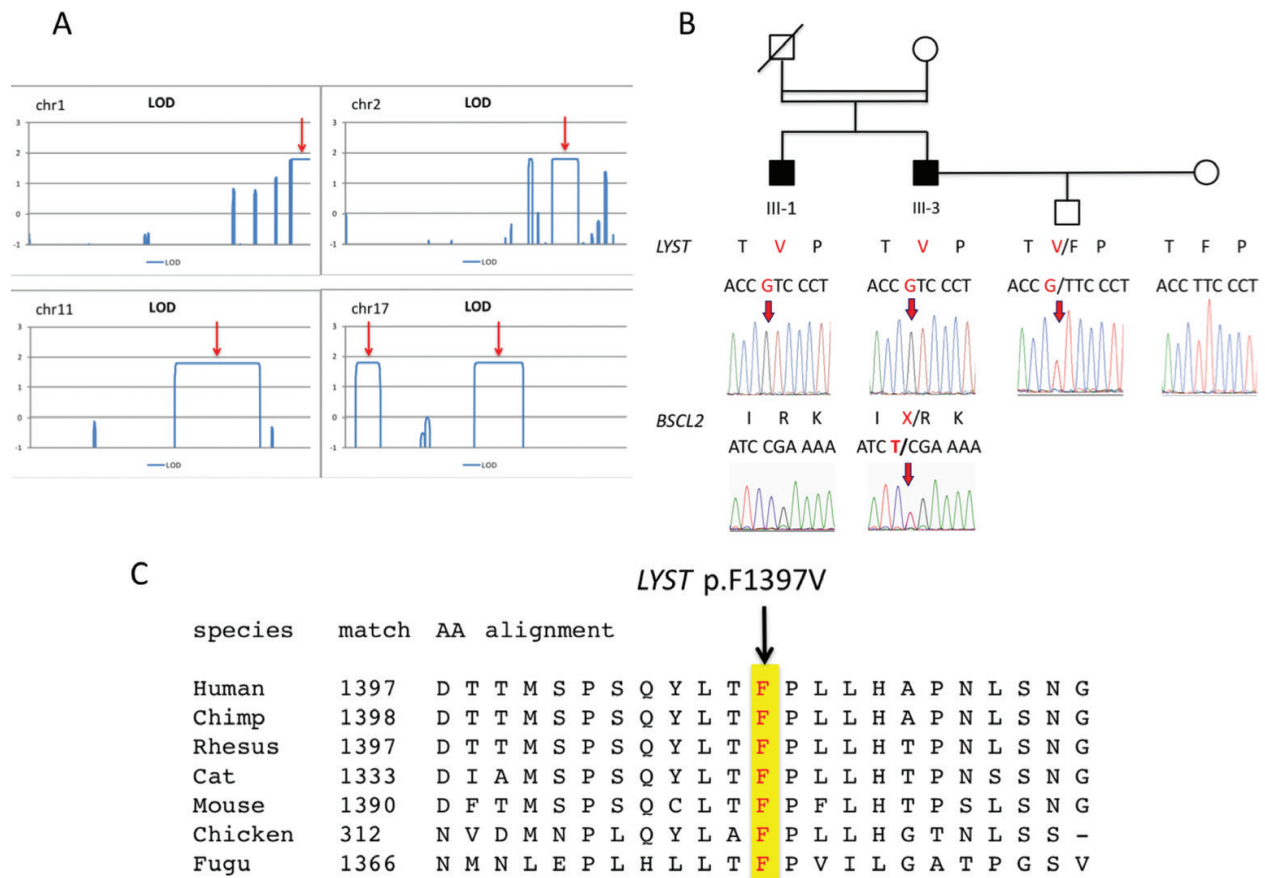 A
chr1 LOD
3
2
1
0
-1
LOD
chr2 LOD
3
2
1
0
-1
LOD
chr11 LOD
3
2
1
0
-1
LOD
chr17 LOD
3
2
1
0
-1
LOD
B
III-1 III-3
LYST T V P T V P T V/F P T F P
ACC GTC CCT ACC GTC CCT ACC G/TTC CCT ACC TTC CCT
BSCL2 I R K I X/R K
ATC CGA AAA ATC T/CGA AAA
C
LYST p.F1397V
species match AA alignment
Human 1397 D T T M S P S Q Y L T F P L L H A P N L S N G
Chimp 1398 D T T M S P S Q Y L T F P L L H A P N L S N G
Rhesus 1397 D T T M S P S Q Y L T F P L L H T P N L S N G
Cat 1333 D I A M S P S Q Y L T F P L L H T P N S S N G
Mouse 1390 D F T M S P S Q C L T F P F L H T P S L S N G
Chicken 312 N V D M N P L Q Y L A F P L L H G T N L S S -
Fugu 1366 N M N L E P L H L L T F P V I L G A T P G S V